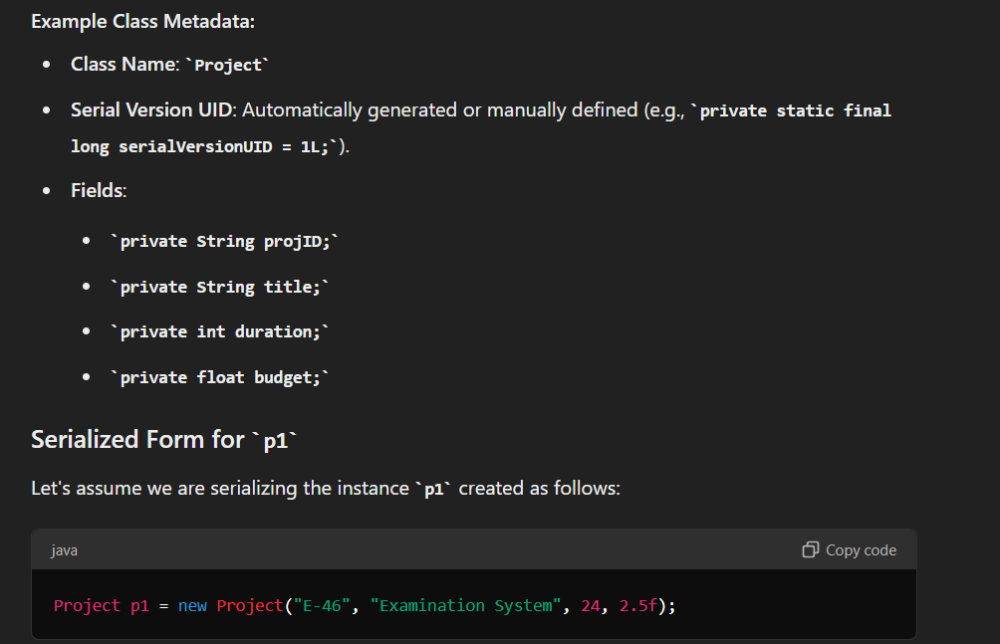 Example Class Metadata:
• Class Name: `Project`
• Serial Version UID: Automatically generated or manually defined (e.g., `private static final
long serialVersionUID = 1L;`).
• Fields:
• `private String projID;`
• `private String title;`
• `private int duration;`
• `private float budget;`
Serialized Form for `p1`
Let's assume we are serializing the instance `p1` created as follows:
java Copy code
Project p1 = new Project("E-46", "Examination System", 24, 2.5f);